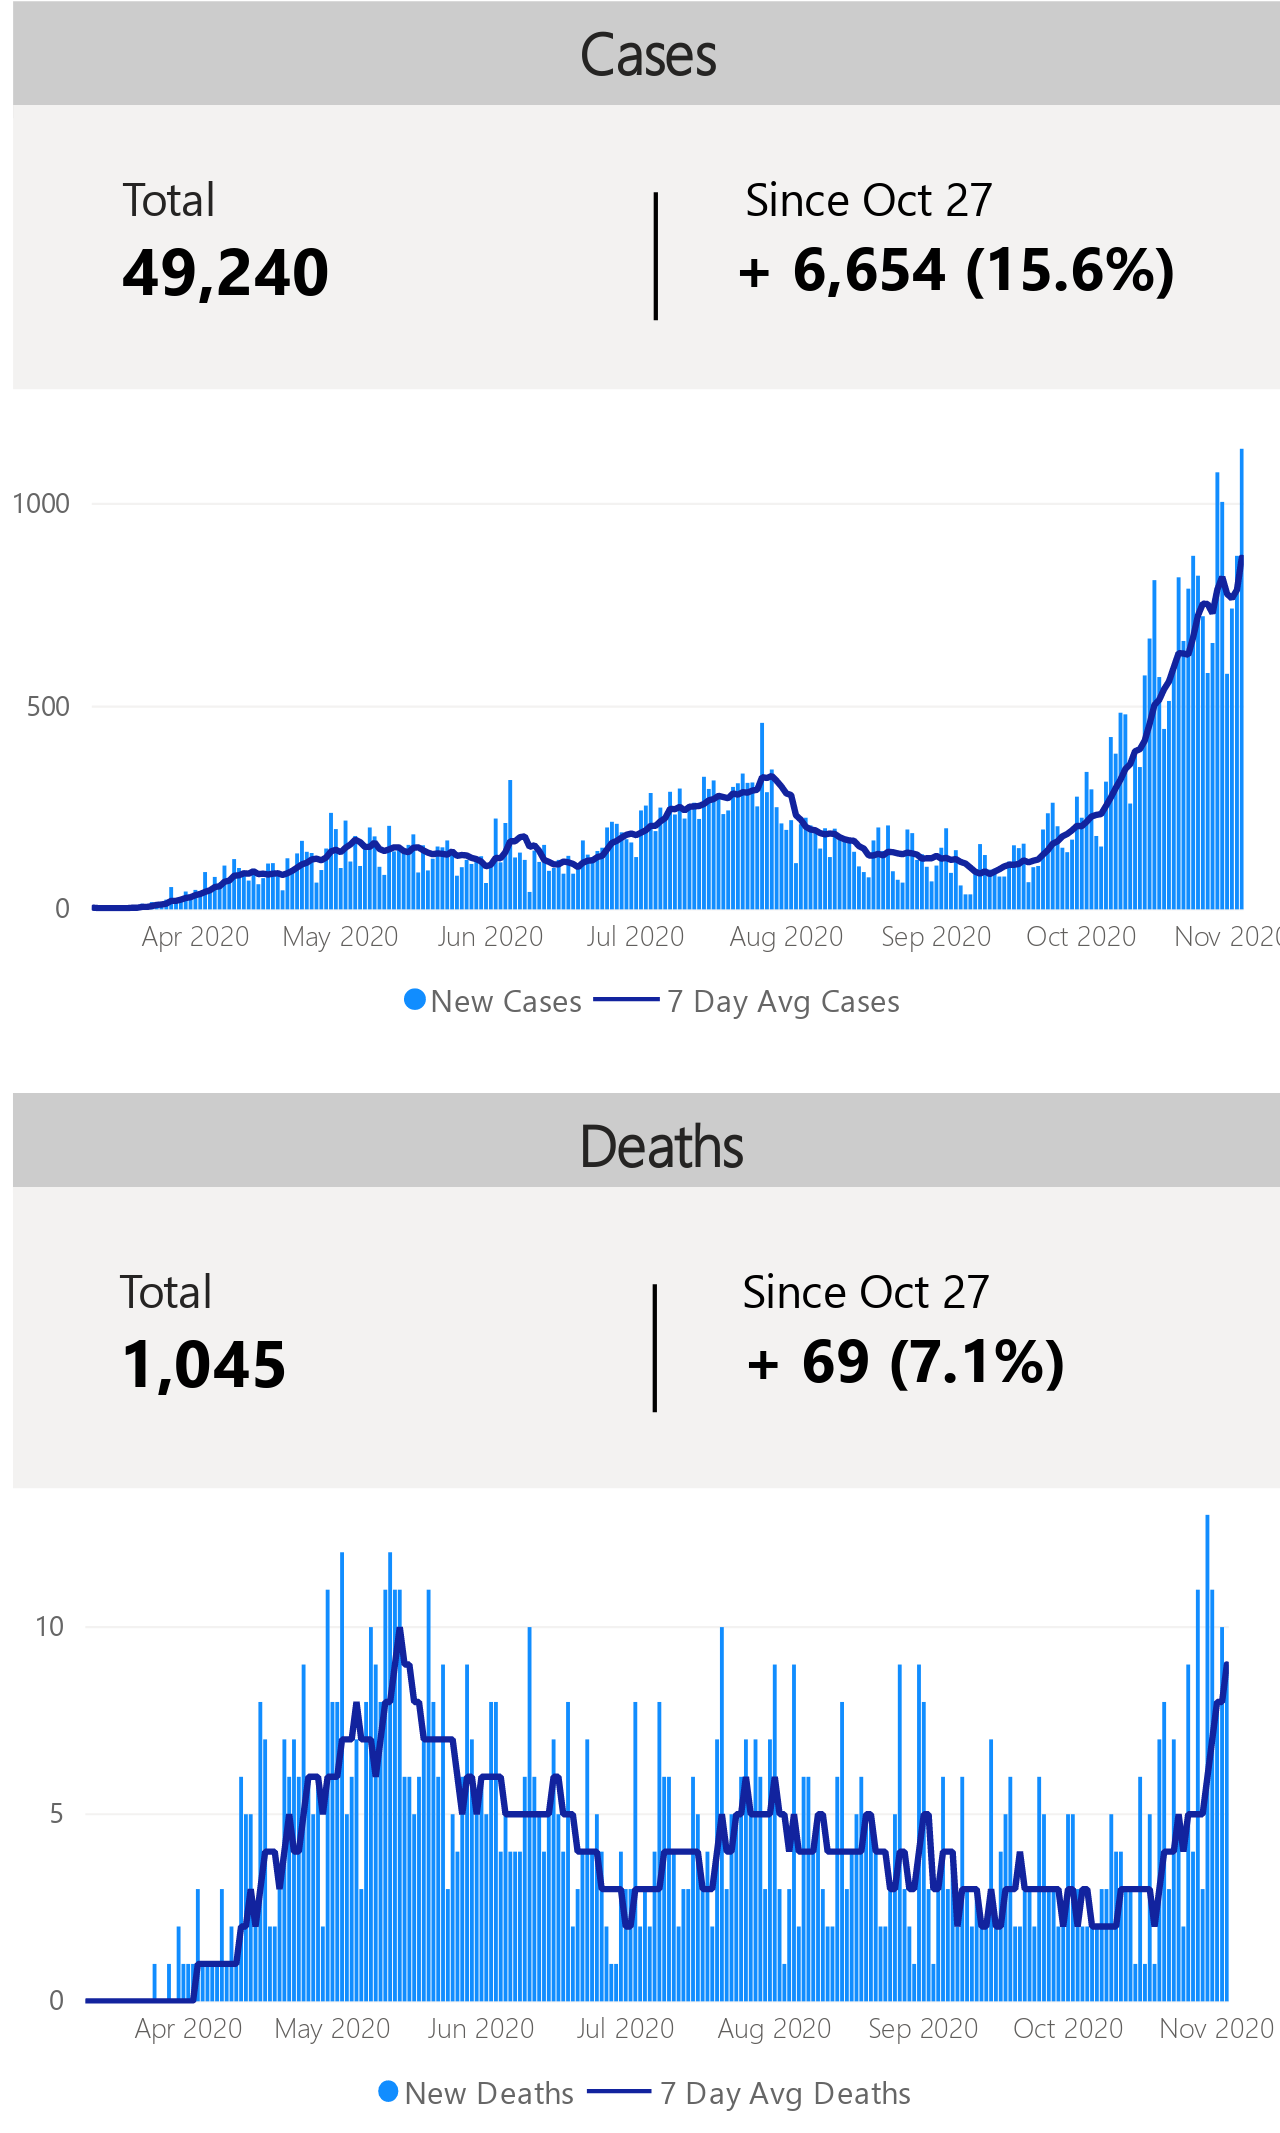 Cases
Total
Since Oct 27
49,240
+ 6,654 (15.6%)
1000
500
0
Apr 2020 May 2020 Jun 2020 Jul 2020 Aug 2020 Sep 2020 Oct 2020 Nov 2020
New Cases 7 Day Avg Cases
Deaths
Total
Since Oct 27
1,045
+ 69 (7.1%)
10
5
0
Apr 2020 May 2020 Jun 2020 Jul 2020 Aug 2020 Sep 2020 Oct 2020 Nov 2020
New Deaths 7 Day Avg Deaths